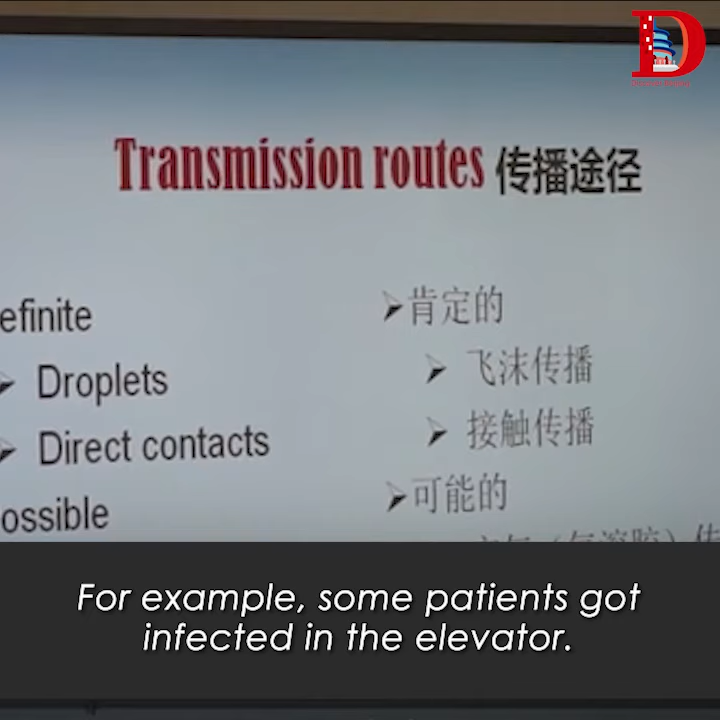 Transmission routes 传播途径
efinite
Droplets
Direct contacts
ossible
肯定的
飞沫传播
接触传播
可能的
For example, some patients got
infected in the elevator.